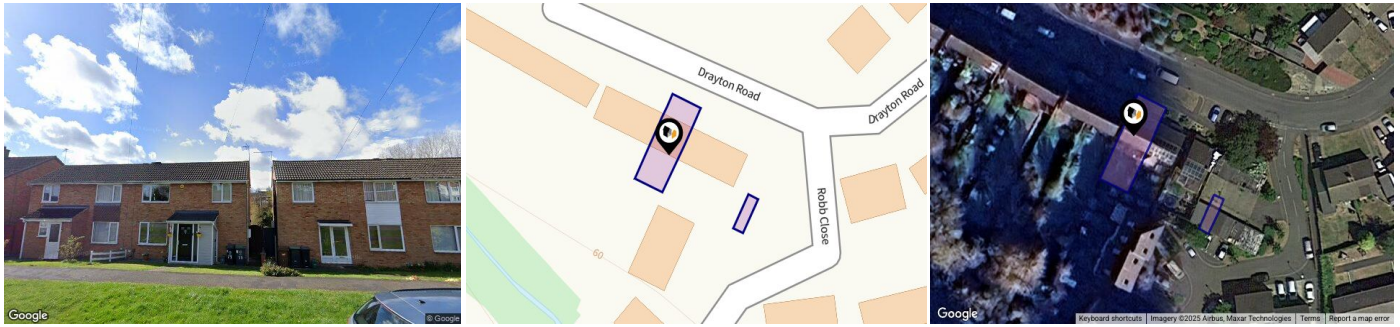 Google
© Google
Drayton Road
Drayton Road
Robb Close
60
Google
Keyboard shortcuts
Imagery ©2025 Airbus, Maxar Technologies
Terms
Report a map error